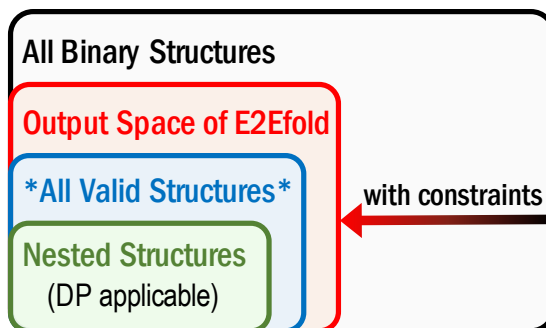 All Binary Structures
Output Space of E2Efold
*All Valid Structures*
with constraints
Nested Structures
(DP applicable)